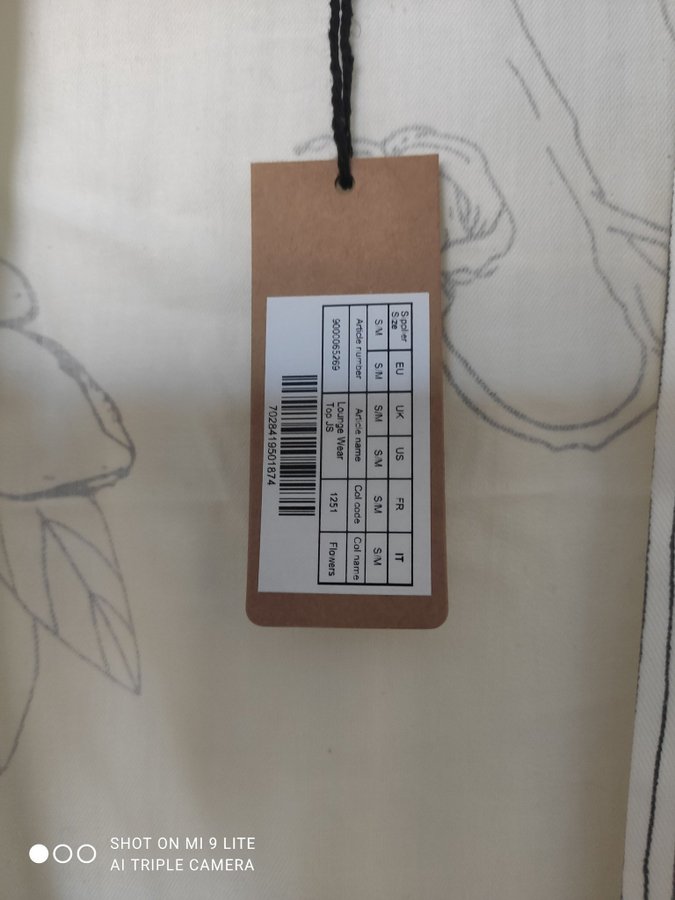 Spoiler Size EU UK US FR IT
S/M S/M S/M S/M S/M S/M
Article number Article name Col code Col name
9000065269 Lounge Wear Top JS 1251 Flowers
7028419501874
SHOT ON MI 9 LITE
AI TRIPLE CAMERA